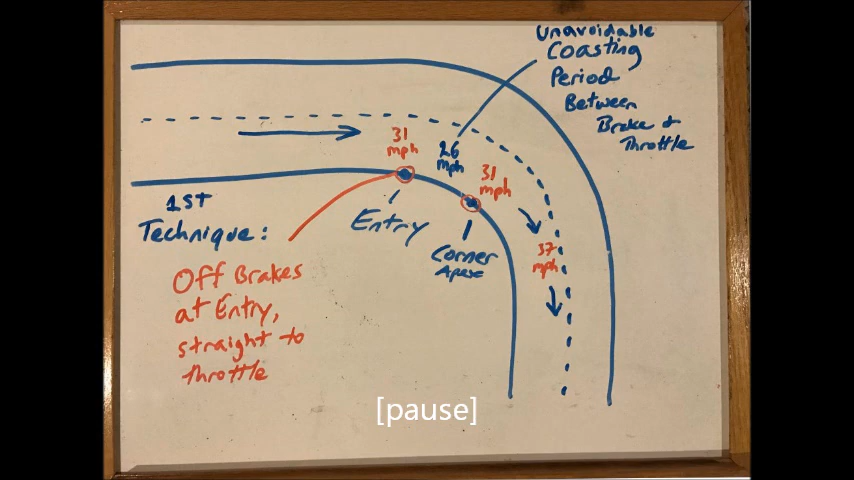 Unavoidable
Coasting
Period
Between
Brake &
Throttle
31
mph
26
mph
31
mph
1st
Technique:
Entry
Corner
Apex
37
mph
Off Brakes
at Entry,
straight to
throttle
[pause]